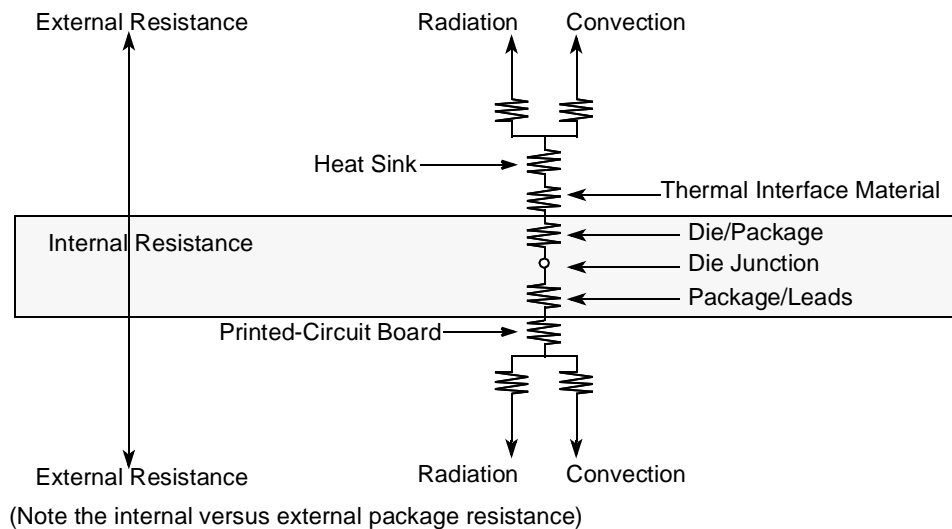 External Resistance
Radiation
Convection
Heat Sink
Thermal Interface Material
Internal Resistance
Die/Package
Die Junction
Package/Leads
Printed-Circuit Board
External Resistance
Radiation
Convection
(Note the internal versus external package resistance)